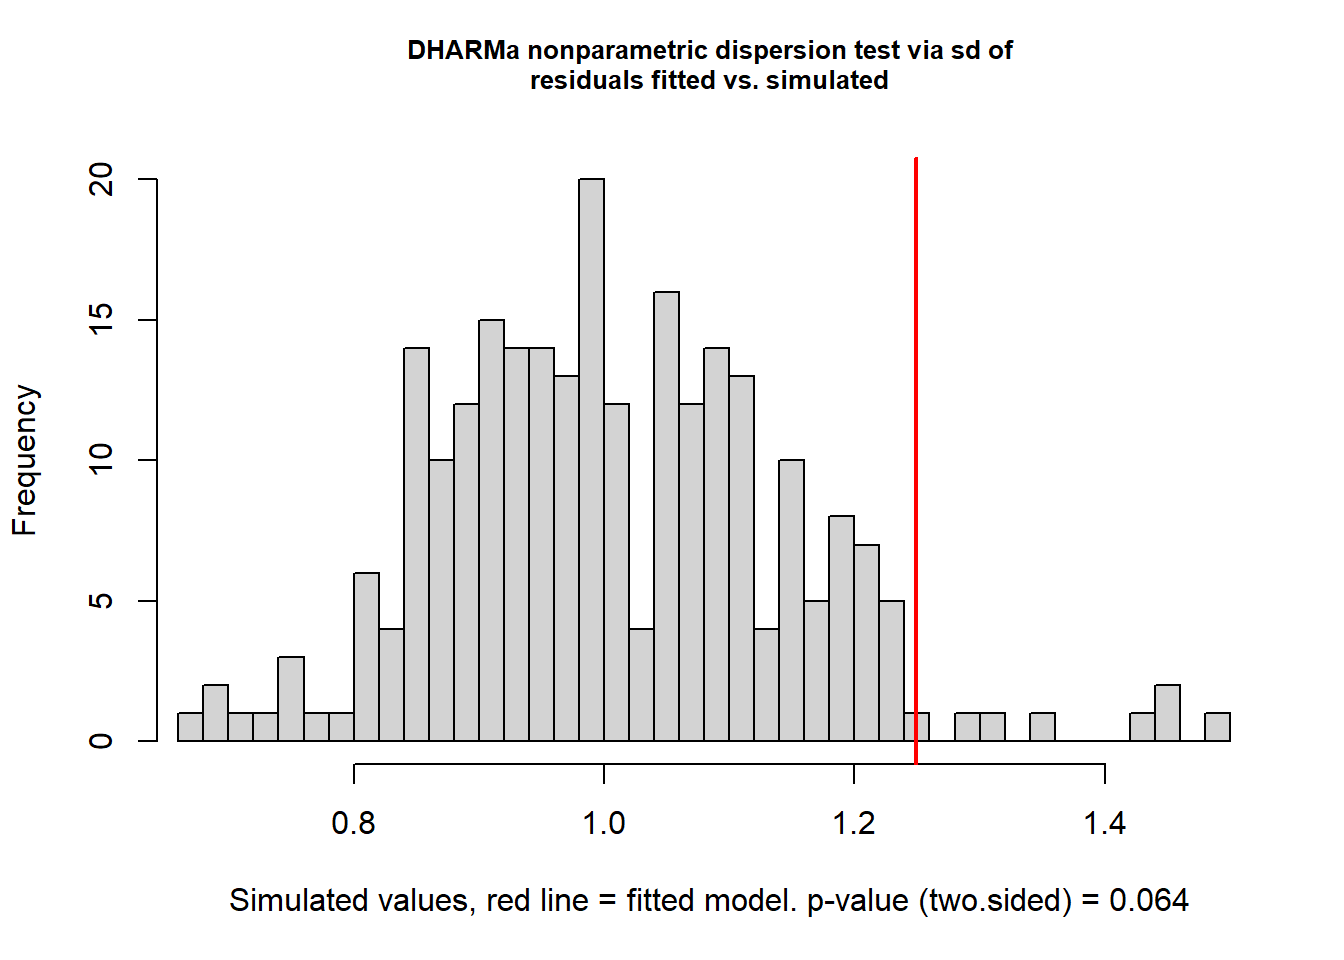 DHARMa nonparametric dispersion test via sd of
residuals fitted vs. simulated
Frequency
20
15
10
5
0
0.8 1.0 1.2 1.4
Simulated values, red line = fitted model. p-value (two.sided) = 0.064